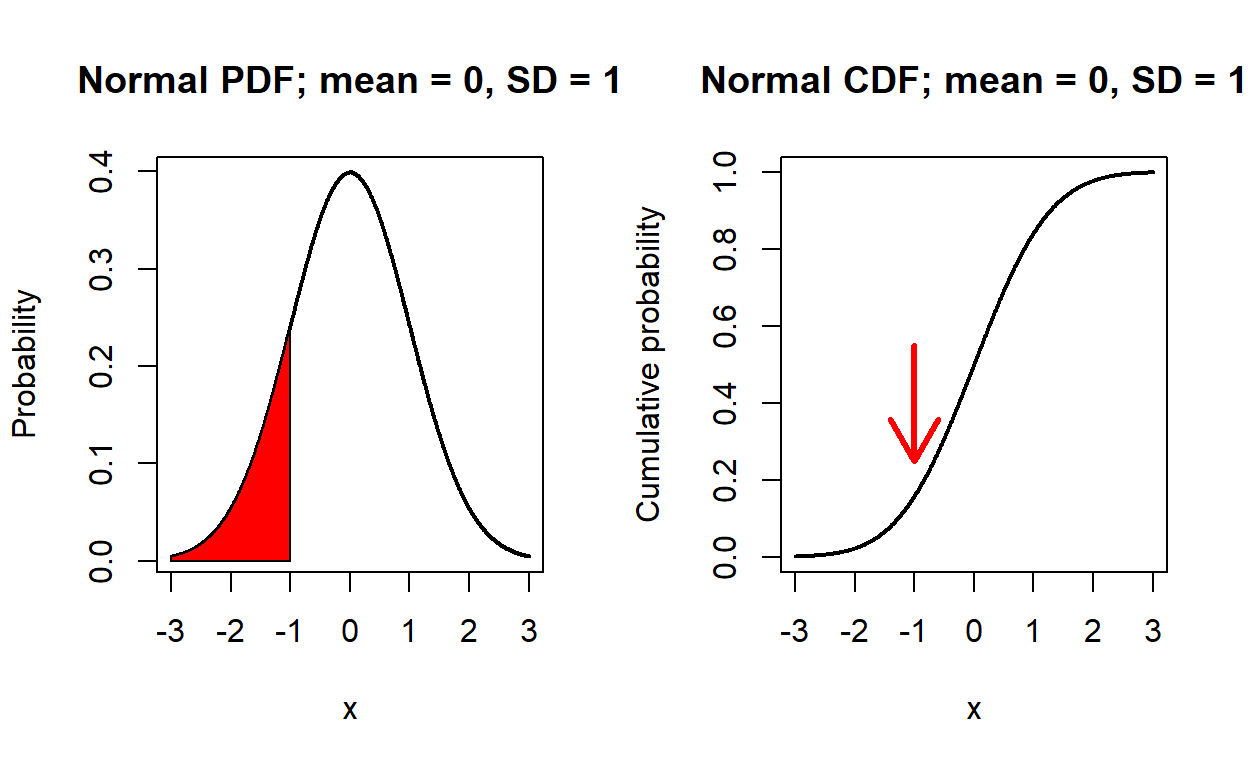 Normal PDF; mean = 0, SD = 1
Probability
0.4
0.3
0.2
0.1
0.0
-3 -2 -1 0 1 2 3
x
Normal CDF; mean = 0, SD = 1
Cumulative probability
1.0
0.8
0.6
0.4
0.2
0.0
-3 -2 -1 0 1 2 3
x